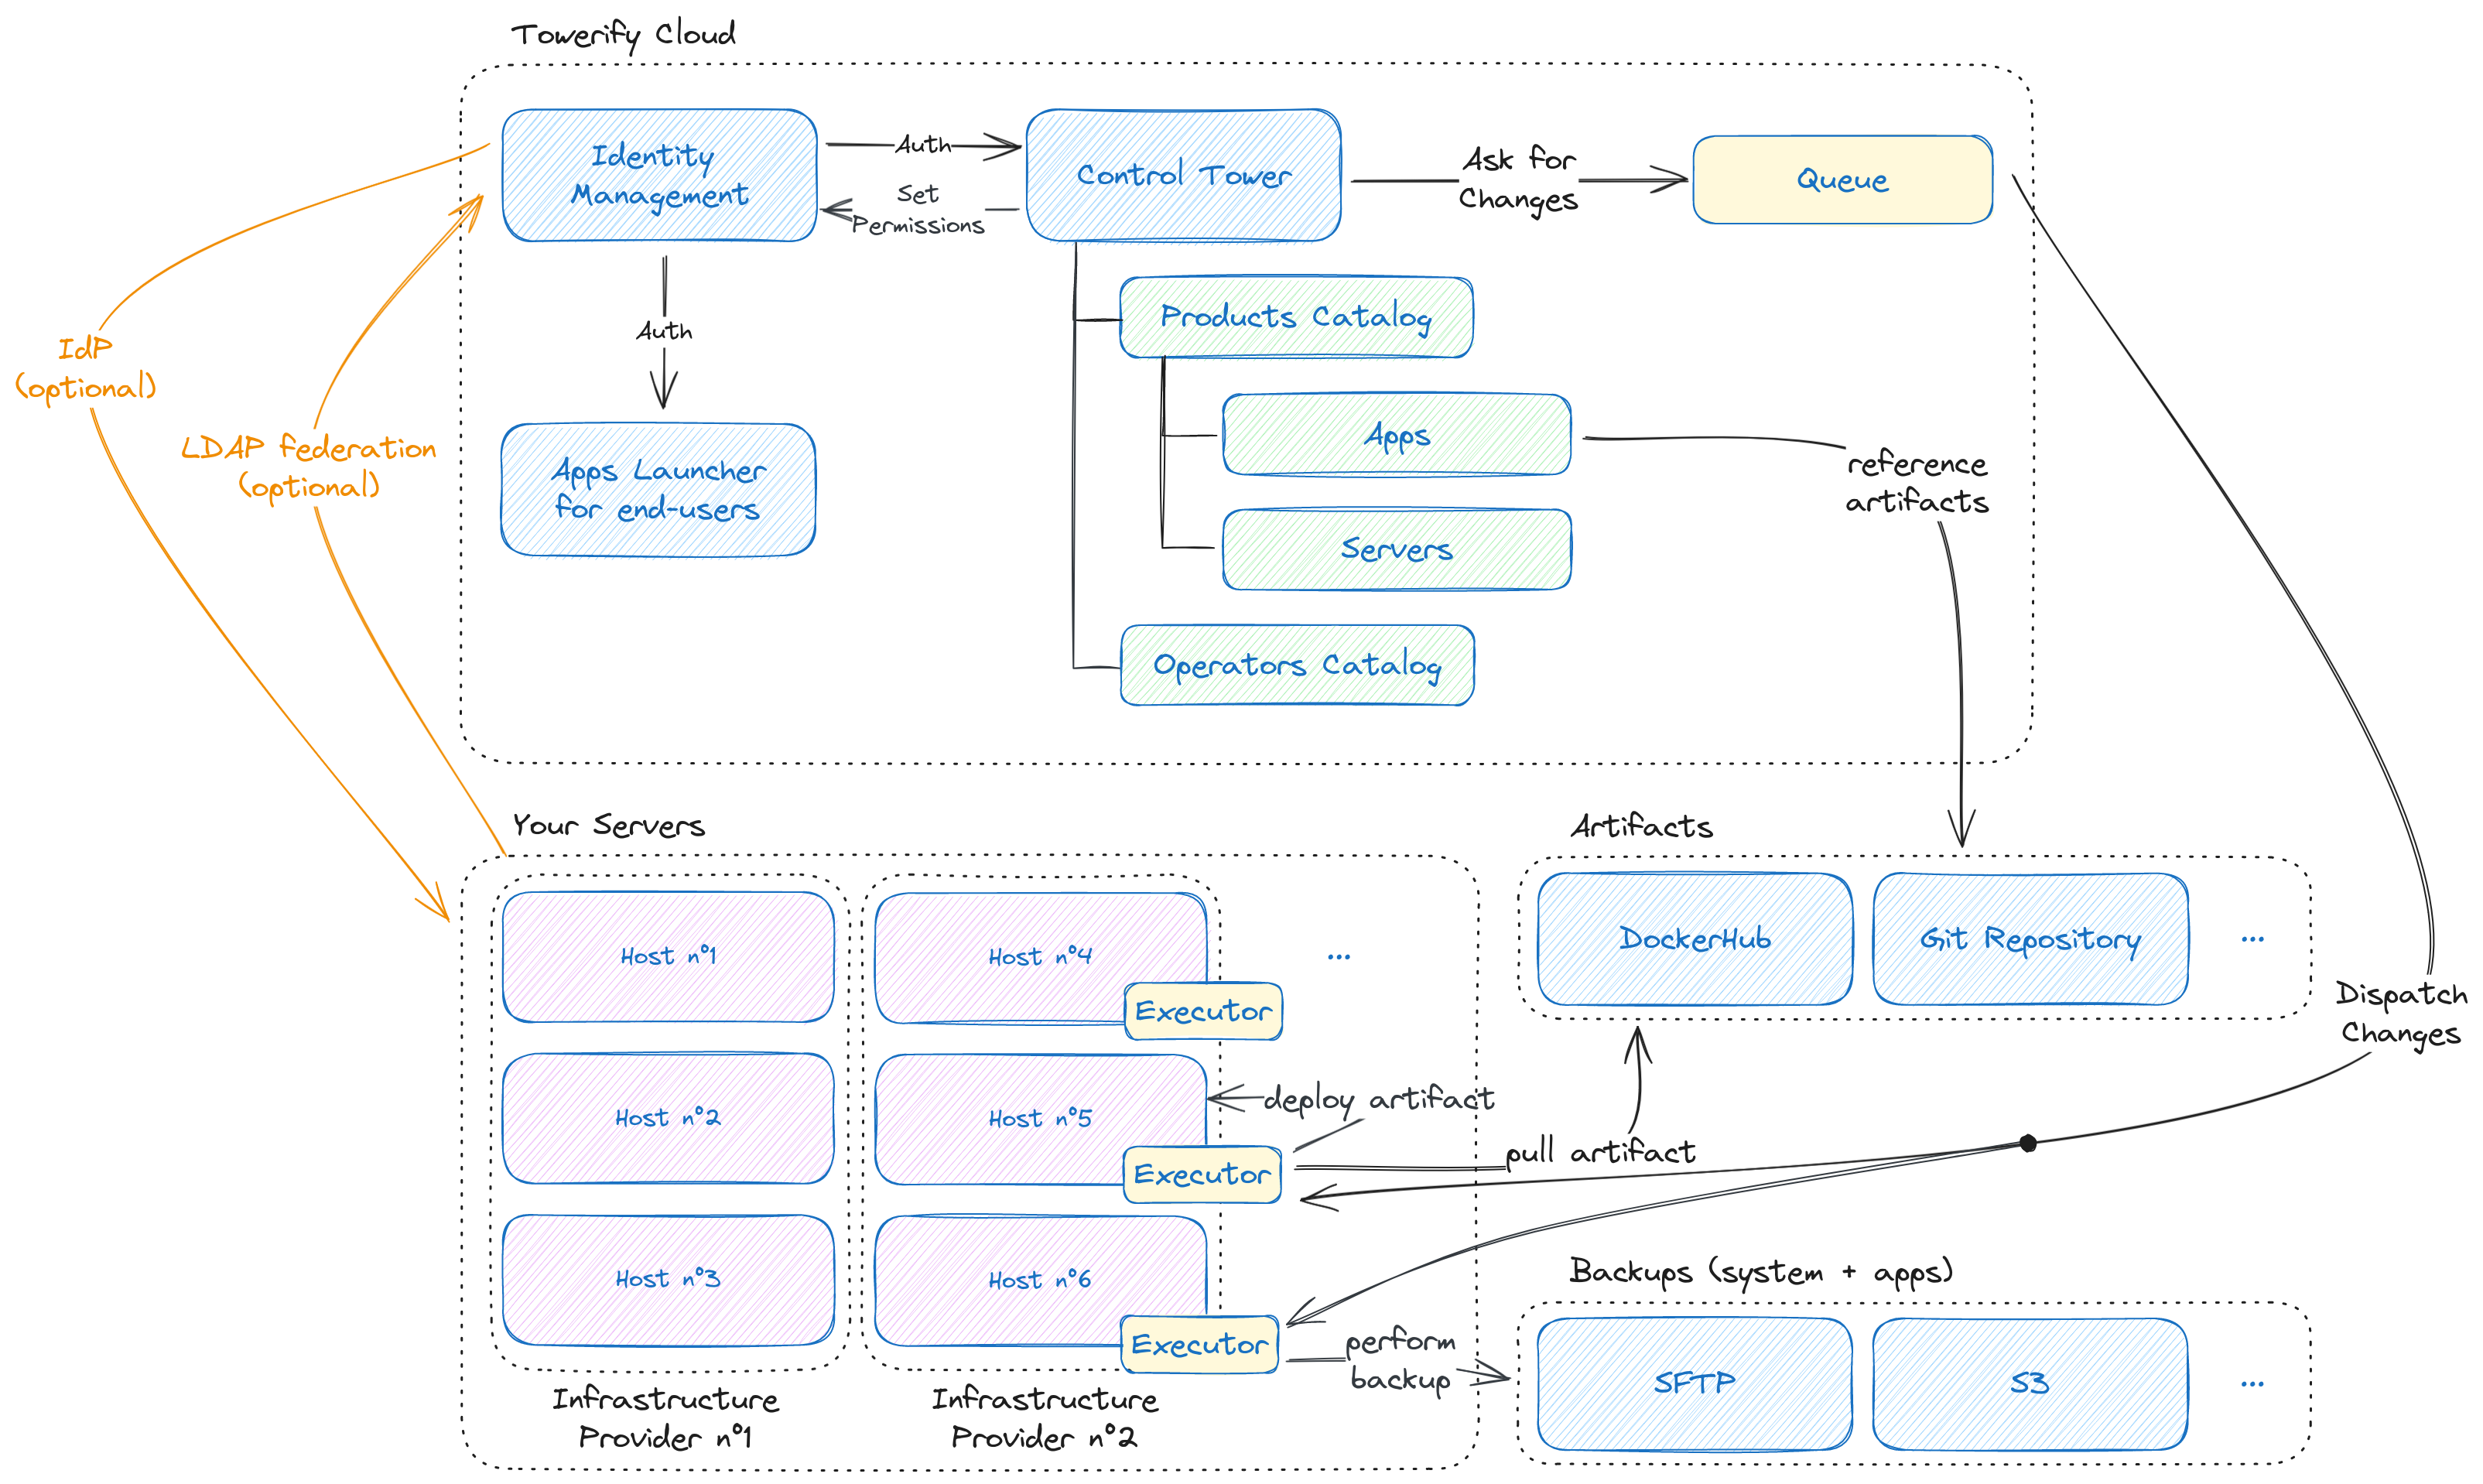 Towerify Cloud
Identity
Management
Auth
Set
Permissions
Control Tower
Ask for
Changes
Queue
Products Catalog
Auth
IdP
(optional)
LDAP federation
(optional)
Apps Launcher
for end-users
Apps
reference
artifacts
Servers
Operators Catalog
Your Servers
Artifacts
Host n°1
Host n°4
...
Executor
DockerHub
Git Repository
...
Dispatch
Changes
Host n°2
Host n°5
deploy artifact
pull artifact
Executor
Host n°3
Host n°6
Executor
perform
backup
Backups (system + apps)
SFTP
S3
...
Infrastructure
Provider n°1
Infrastructure
Provider n°2